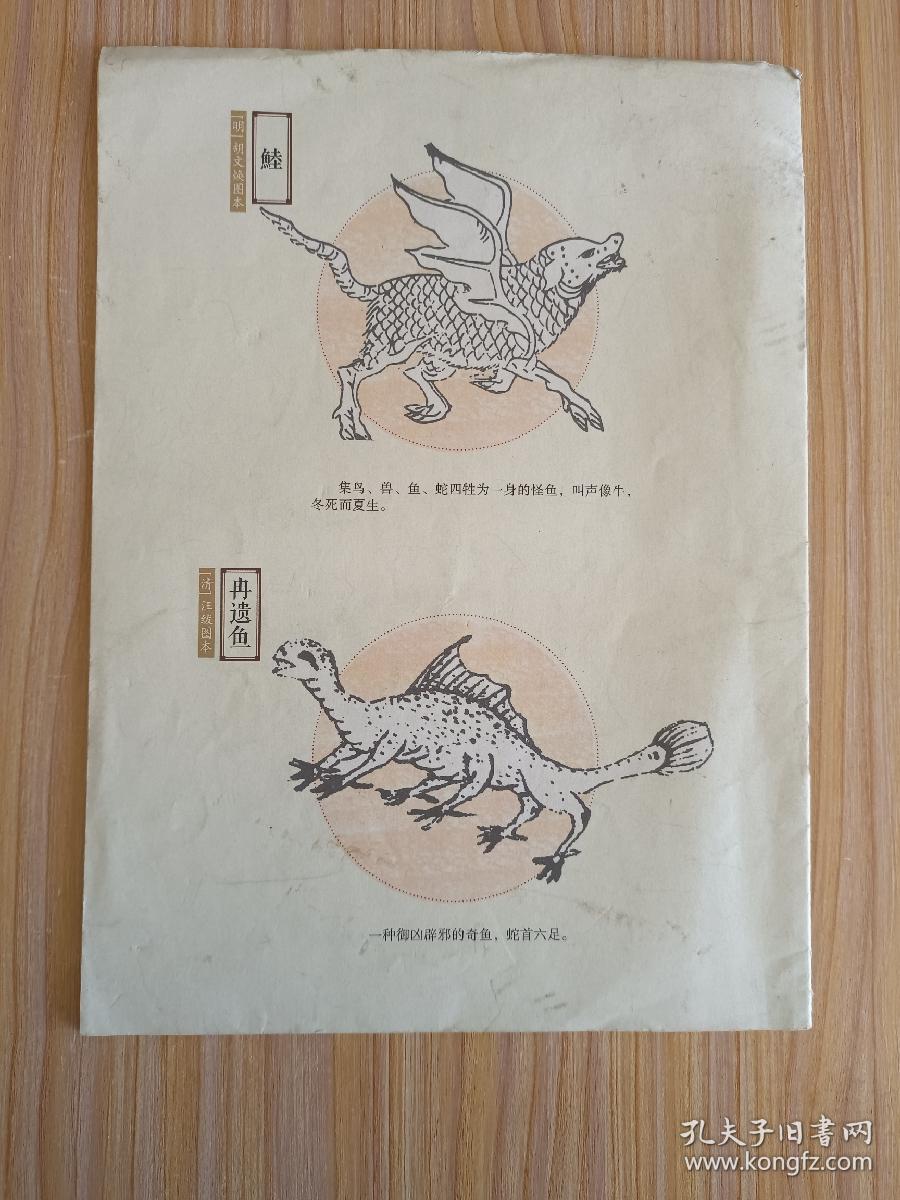 鯥
[明]胡文焕图本
集鸟、兽、鱼、蛇四牲为一身的怪鱼，叫声像牛，
冬死而夏生。
冉遗鱼
[清]汪绂图本
一种御凶辟邪的奇鱼，蛇首六足。
孔夫子旧书网
www.kongfz.com